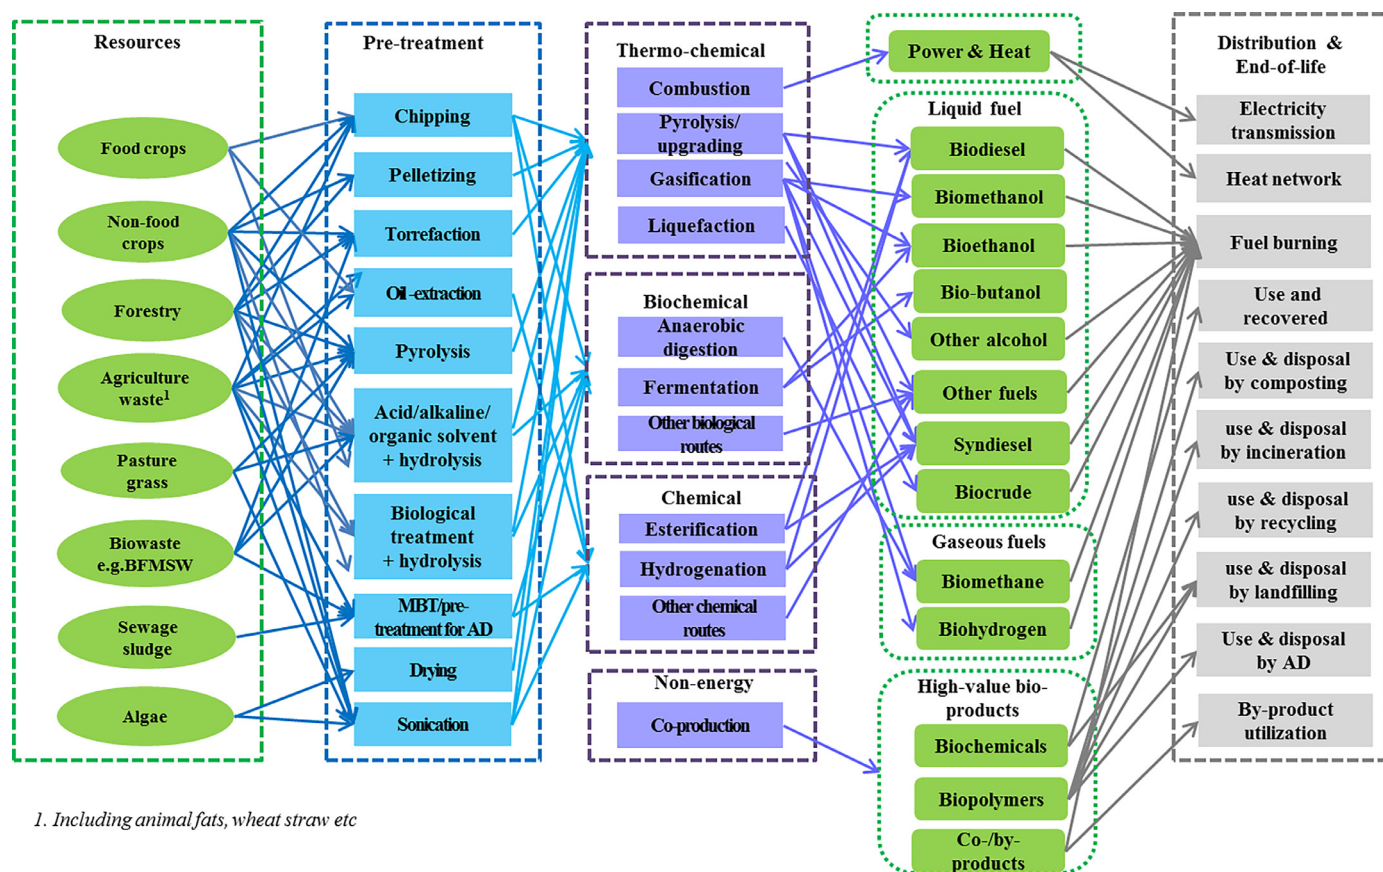 Resources
Food crops
Non-food
crops
Forestry
Agriculture
waste1
Pasture
grass
Biowaste
e.g.BFMSW
Sewage
sludge
Algae
Pre-treatment
Chipping
Pelletizing
Torrefaction
Oil -extraction
Pyrolysis
Acid/alkaline/
organic solvent
+ hydrolysis
Biological
treatment
+ hydrolysis
MBT/pre-
treatment for AD
Drying
Sonication
Thermo-chemical
Combustion
Pyrolysis/
upgrading
Gasification
Liquefaction
Biochemical
Anaerobic
digestion
Fermentation
Other biological
routes
Chemical
Esterification
Hydrogenation
Other chemical
routes
Non-energy
Co-production
Power & Heat
Liquid fuel
Biodiesel
Biomethanol
Bioethanol
Bio-butanol
Other alcohol
Other fuels
Syndiesel
Biocrude
Gaseous fuels
Biomethane
Biohydrogen
High-value bio-
products
Biochemicals
Biopolymers
Co-/by-
products
Distribution &
End-of-life
Electricity
transmission
Heat network
Fuel burning
Use and
recovered
Use & disposal
by composting
use & disposal
by incineration
use & disposal
by recycling
use & disposal
by landfilling
Use & disposal
by AD
By-product
utilization
1. Including animal fats, wheat straw etc